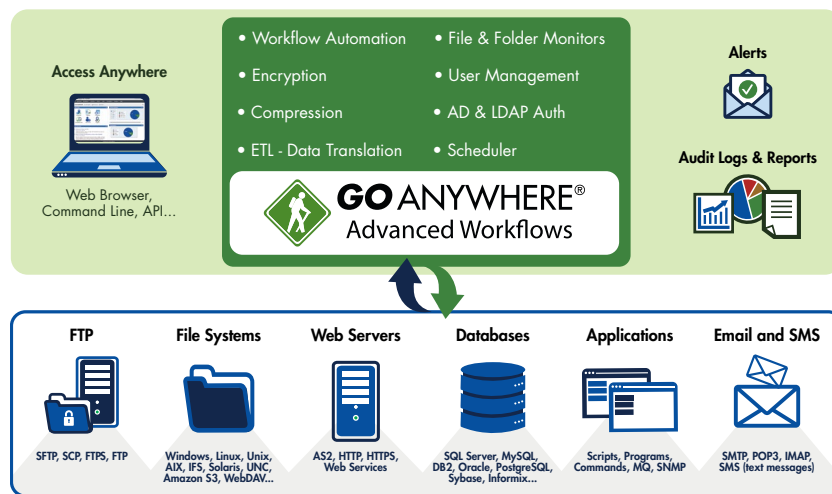 Access Anywhere
Web Browser,
Command Line, API...
• Workflow Automation
• Encryption
• Compression
• ETL - Data Translation
• File & Folder Monitors
• User Management
• AD & LDAP Auth
• Scheduler
GO ANYWHERE®
Advanced Workflows
Alerts
Audit Logs & Reports
FTP
SFTP, SCP, FTPS, FTP
File Systems
Windows, Linux, Unix,
AIX, IFS, Solaris, UNC,
Amazon S3, WebDAV...
Web Servers
AS2, HTTP, HTTPS,
Web Services
Databases
SQL Server, MySQL,
DB2, Oracle, PostgreSQL,
Sybase, Informix...
Applications
Scripts, Programs,
Commands, MQ, SNMP
Email and SMS
SMTP, POP3, IMAP,
SMS (text messages)